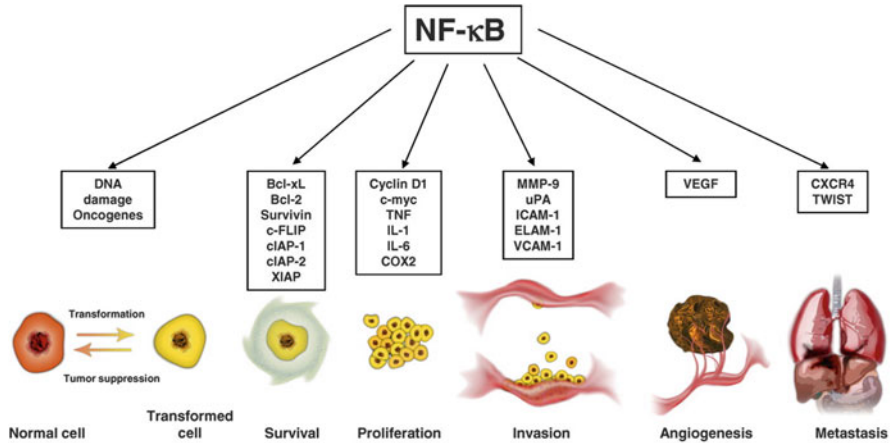 NF-κB
DNA
damage
Oncogenes
Bcl-xL
Bcl-2
Survivin
c-FLIP
cIAP-1
cIAP-2
XIAP
Cyclin D1
c-myc
TNF
IL-1
IL-6
COX2
MMP-9
uPA
ICAM-1
ELAM-1
VCAM-1
VEGF
CXCR4
TWIST
Transformation
Tumor suppression
Normal cell
Transformed
cell
Survival
Proliferation
Invasion
Angiogenesis
Metastasis